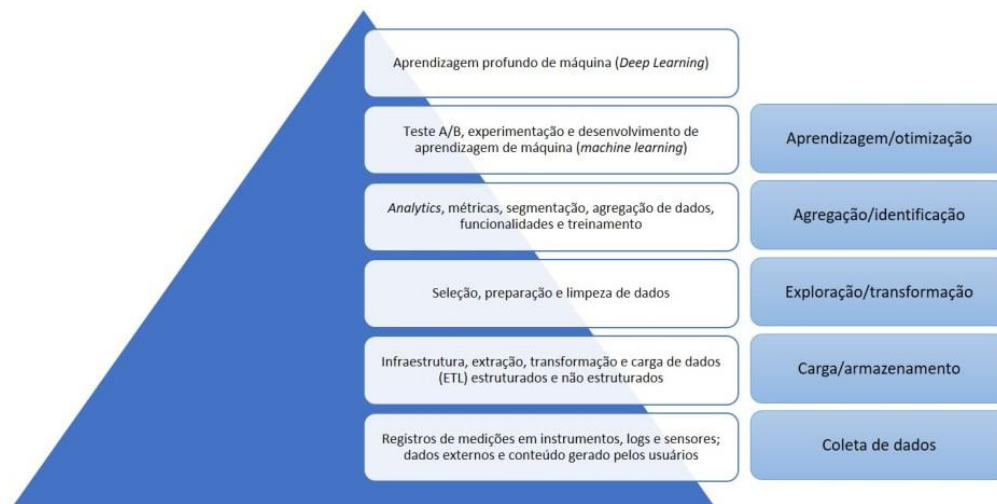 Aprendizagem profundo de máquina (Deep Learning)
Teste A/B, experimentação e desenvolvimento de
aprendizagem de máquina (machine learning)
Aprendizagem/otimização
Analytics, métricas, segmentação, agregação de dados,
funcionalidades e treinamento
Agregação/identificação
Seleção, preparação e limpeza de dados
Exploração/transformação
Infraestrutura, extração, transformação e carga de dados
(ETL) estruturados e não estruturados
Carga/armazenamento
Registros de medições em instrumentos, logs e sensores;
dados externos e conteúdo gerado pelos usuários
Coleta de dados